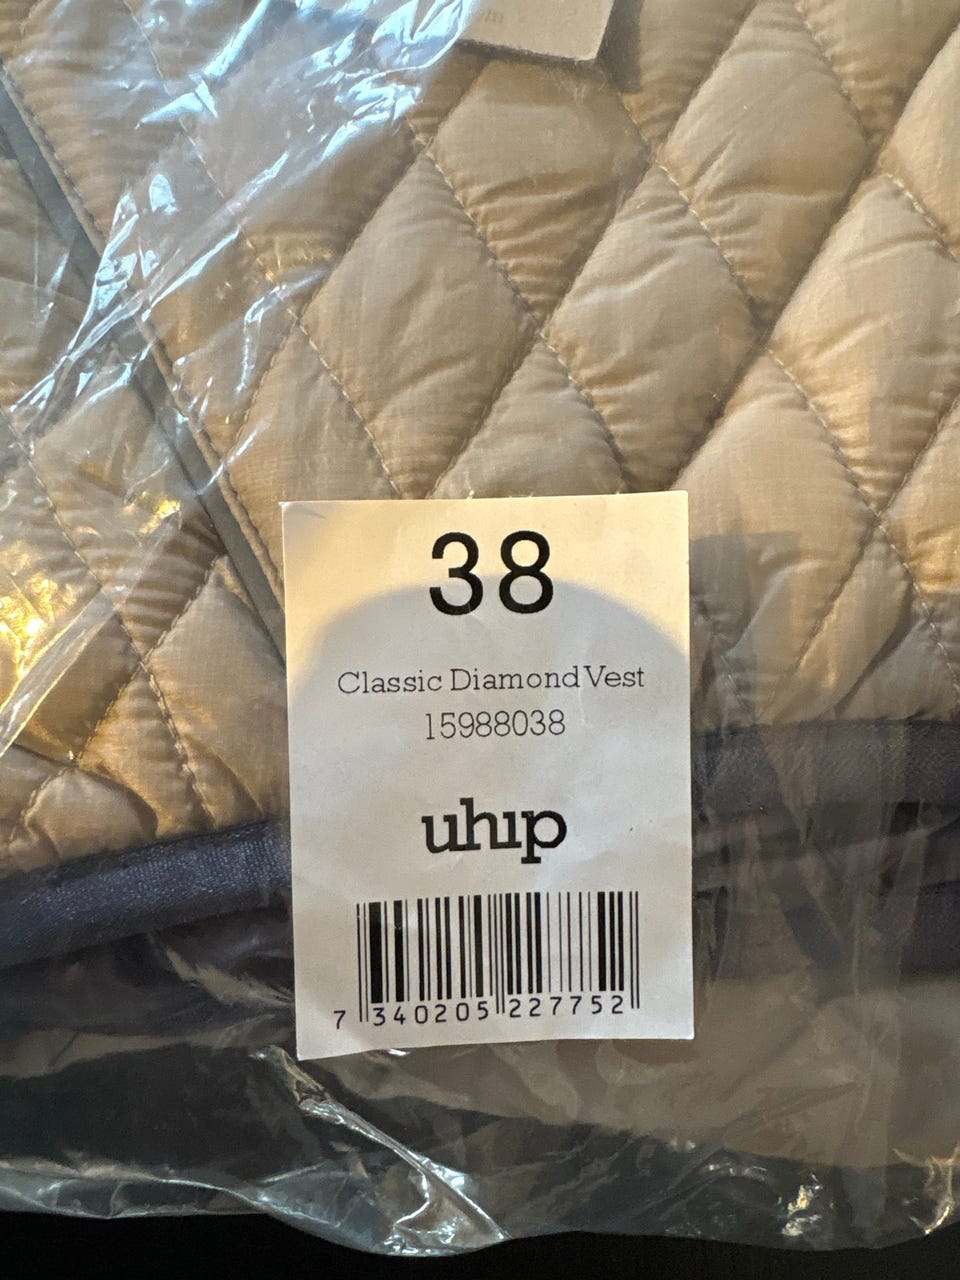 38
Classic Diamond Vest
15988038
uhip
7 340205 227752